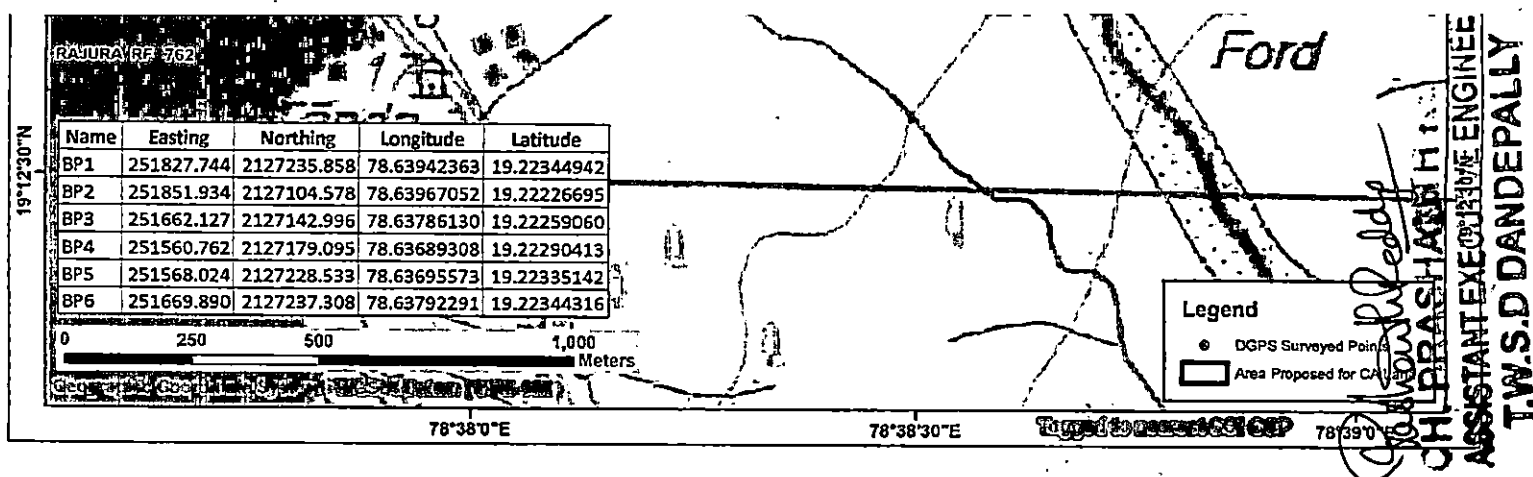 RAJURA RF 762
Ford
19°12'30"N
Name Easting Northing Longitude Latitude
BP1 251827.744 2127235.858 78.63942363 19.22344942
BP2 251851.934 2127104.578 78.63967052 19.22226695
BP3 251662.127 2127142.996 78.63786130 19.22259060
BP4 251560.762 2127179.095 78.63689308 19.22290413
BP5 251568.024 2127228.533 78.63695573 19.22335142
BP6 251669.890 2127237.308 78.63792291 19.22344316
0 250 500 1,000
Meters
Legend
DGPS Surveyed Points
Area Proposed for CA
78°38'0"E
78°38'30"E
78°39'0"E
CH. PRASHANTH
ASSISTANT EXECUTIVE ENGINEE
T.W.S.D DANDEPALLY